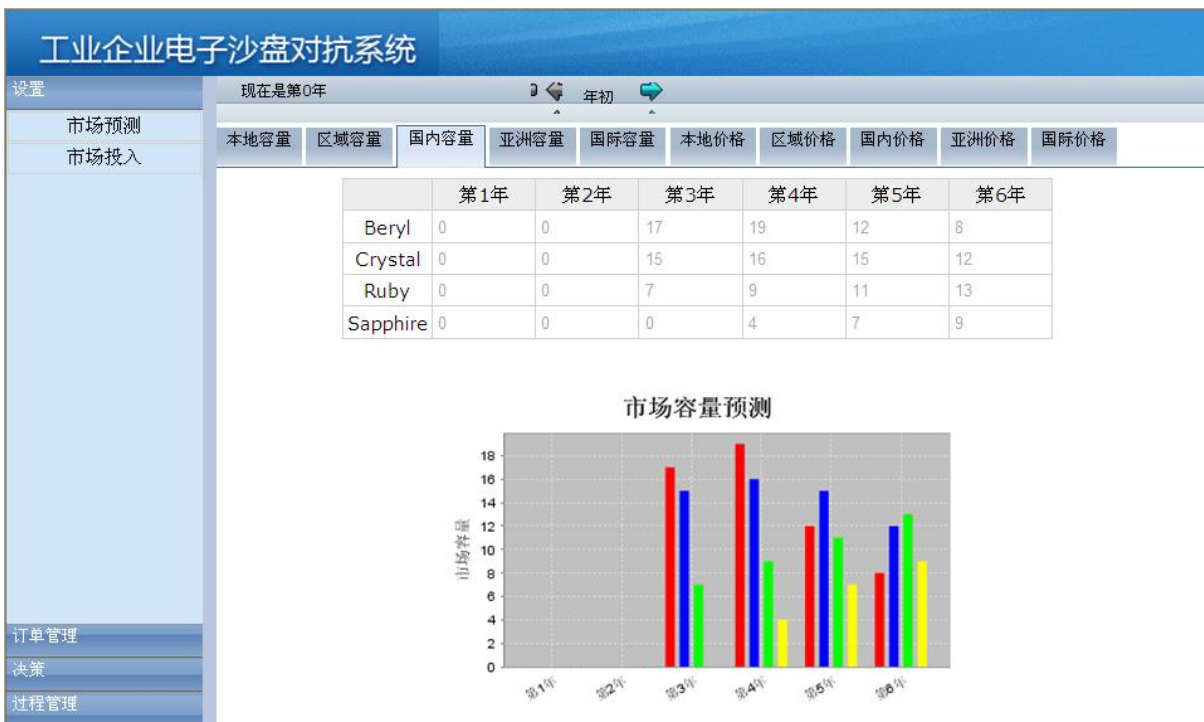 工业企业电子沙盘对抗系统
设置
现在是第0年 年初
市场预测
市场投入
本地容量 区域容量 国内容量 亚洲容量 国际容量 本地价格 区域价格 国内价格 亚洲价格 国际价格
第1年 第2年 第3年 第4年 第5年 第6年
Beryl 0 0 17 19 12 8
Crystal 0 0 15 16 15 12
Ruby 0 0 7 9 11 13
Sapphire 0 0 0 4 7 9
市场容量预测
市场容量
18
16
14
12
10
8
6
4
2
0
第1年 第2年 第3年 第4年 第5年 第6年
订单管理
决策
过程管理